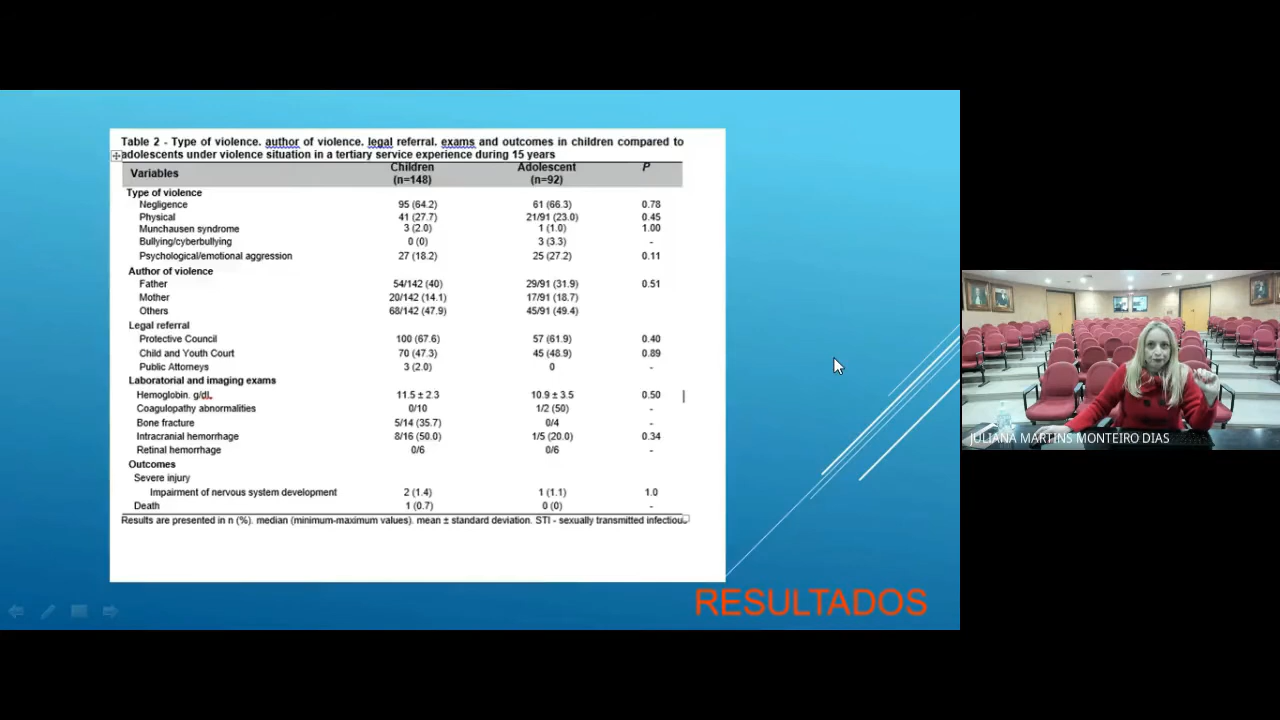 Table 2 - Type of violence. author of violence. legal referral. exams and outcomes in children compared to
adolescents under violence situation in a tertiary service experience during 15 years
Variables Children (n=148) Adolescent (n=92) P
Type of violence
Negligence 95 (64.2) 61 (66.3) 0.78
Physical 41 (27.7) 21/91 (23.0) 0.45
Munchausen syndrome 3 (2.0) 1 (1.0) 1.00
Bullying/cyberbullying 0 (0) 3 (3.3) -
Psychological/emotional aggression 27 (18.2) 25 (27.2) 0.11
Author of violence
Father 54/142 (40) 29/91 (31.9) 0.51
Mother 20/142 (14.1) 17/91 (18.7)
Others 68/142 (47.9) 45/91 (49.4)
Legal referral
Protective Council 100 (67.6) 57 (61.9) 0.40
Child and Youth Court 70 (47.3) 45 (48.9) 0.89
Public Attorneys 3 (2.0) 0 -
Laboratorial and imaging exams
Hemoglobin. g/dL 11.5 ± 2.3 10.9 ± 3.5 0.50
Coagulopathy abnormalities 0/10 1/2 (50) -
Bone fracture 5/14 (35.7) 0/4 -
Intracranial hemorrhage 8/16 (50.0) 1/5 (20.0) 0.34
Retinal hemorrhage 0/6 0/6 -
Outcomes
Severe injury
Impairment of nervous system development 2 (1.4) 1 (1.1) 1.0
Death 1 (0.7) 0 (0) -
Results are presented in n (%). median (minimum-maximum values). mean ± standard deviation. STI - sexually transmitted
RESULTADOS
JULIANA MARTINS MONTEIRO DIAS